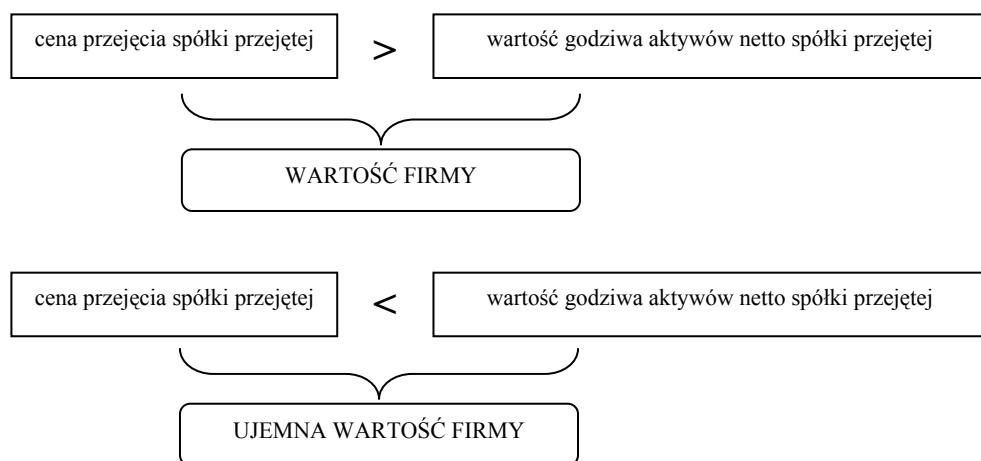 cena przejęcia spółki przejętej > wartość godziwa aktywów netto spółki przejętej
WARTOŚĆ FIRMY
cena przejęcia spółki przejętej < wartość godziwa aktywów netto spółki przejętej
UJEMNA WARTOŚĆ FIRMY